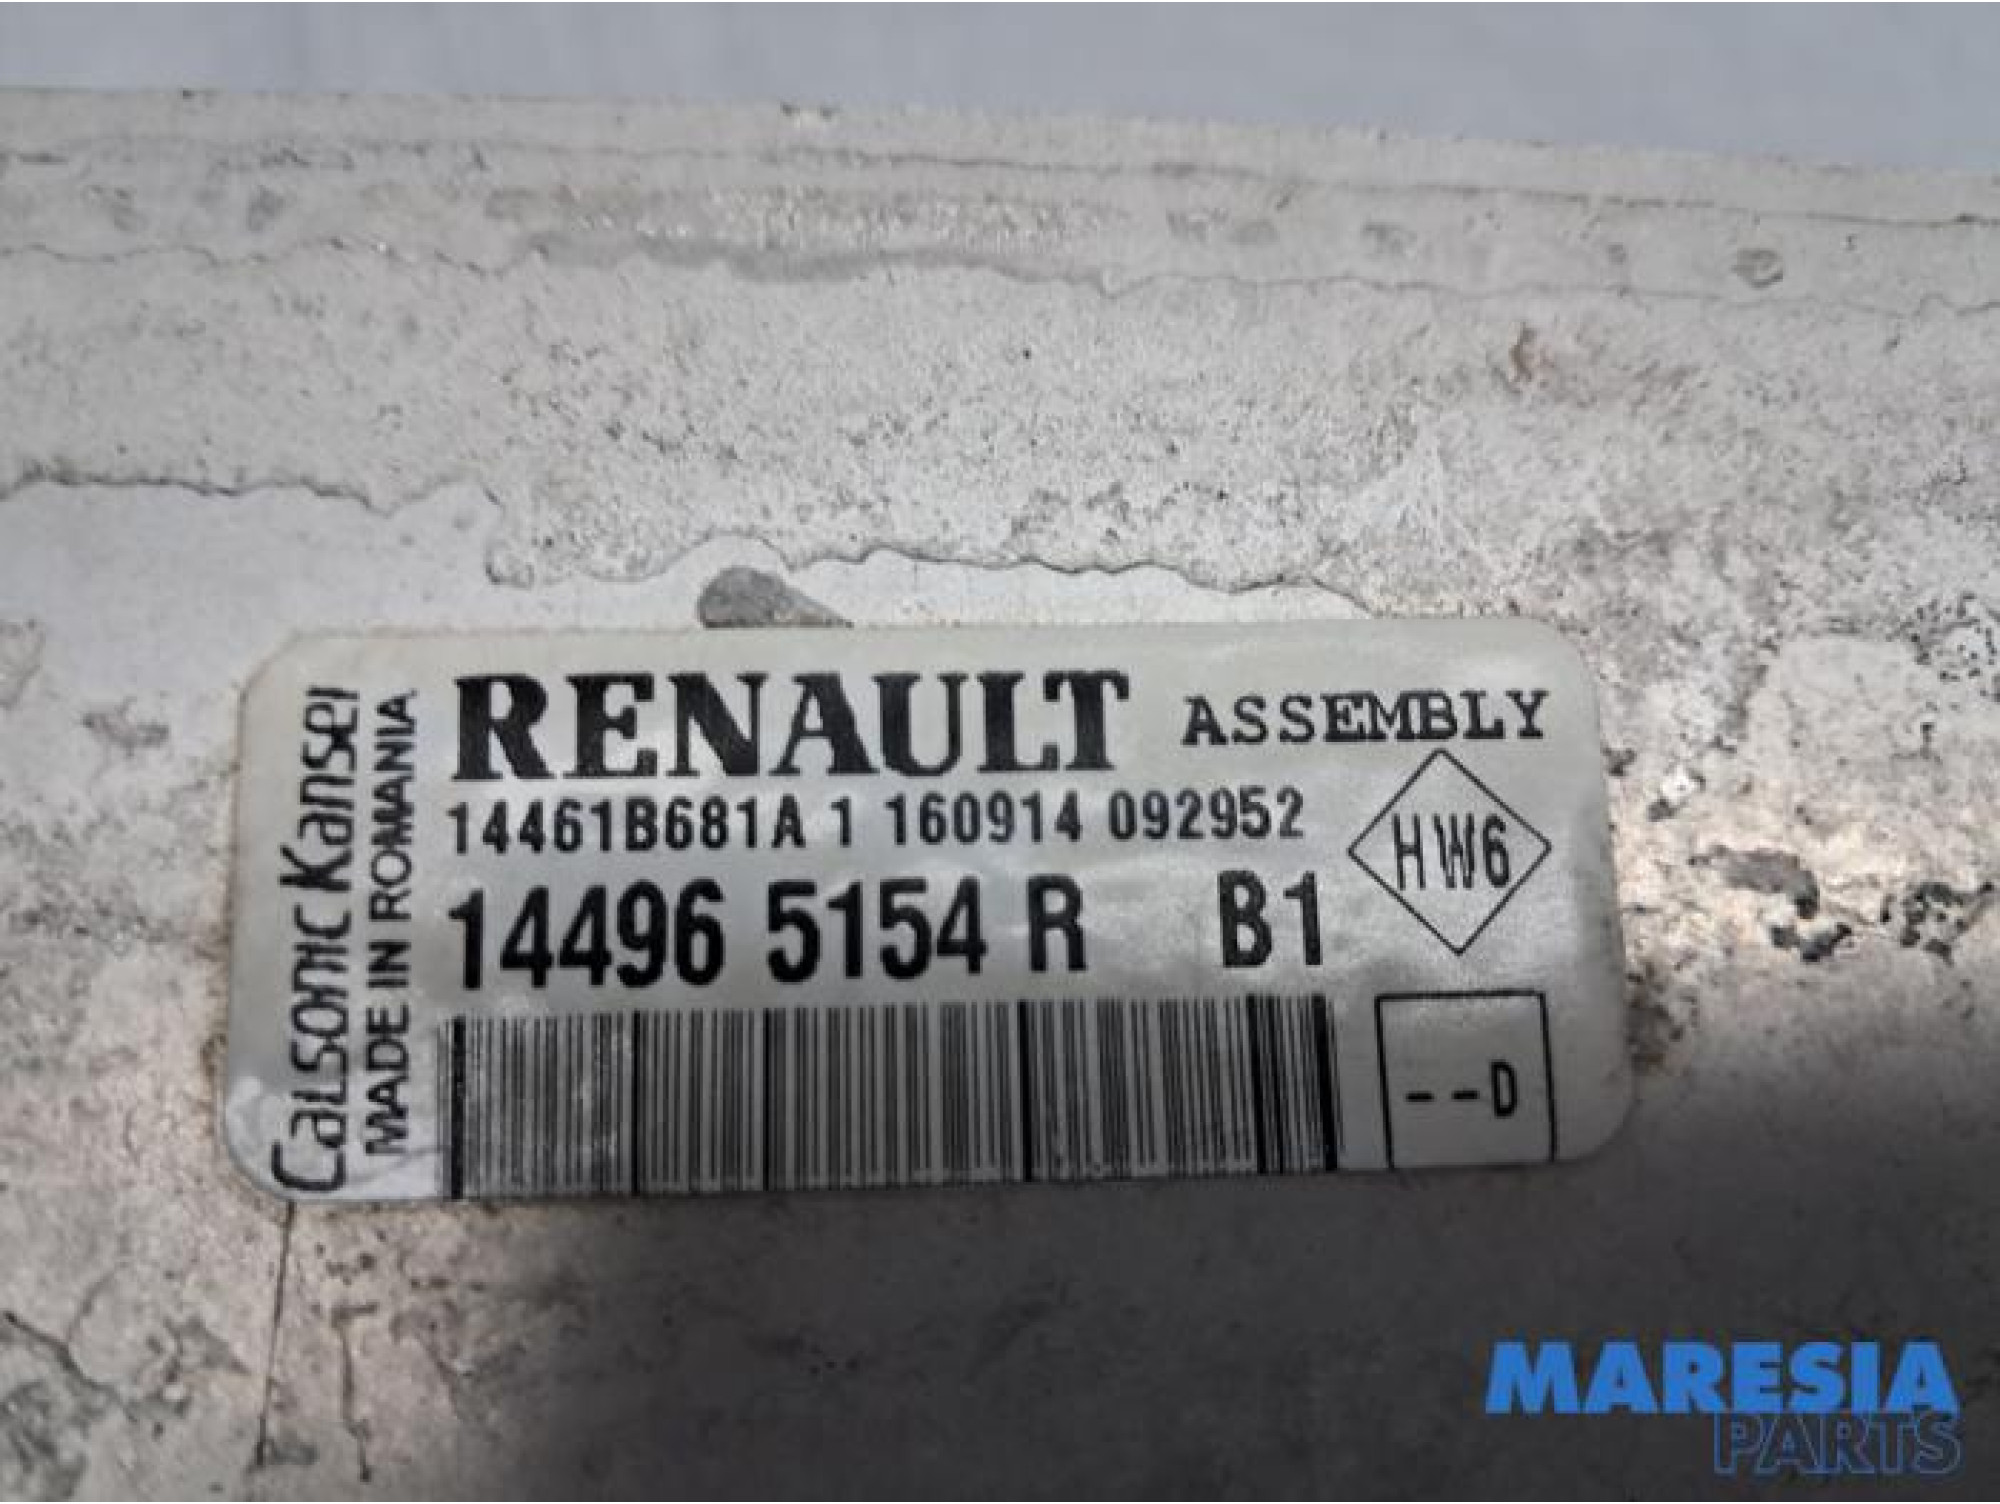 Calsonic Kansei
MADE IN ROMANIA
RENAULT ASSEMBLY
14461B681A 1 160914 092952
HW6
14496 5154 R B1
--D
MARESIA
PARTS